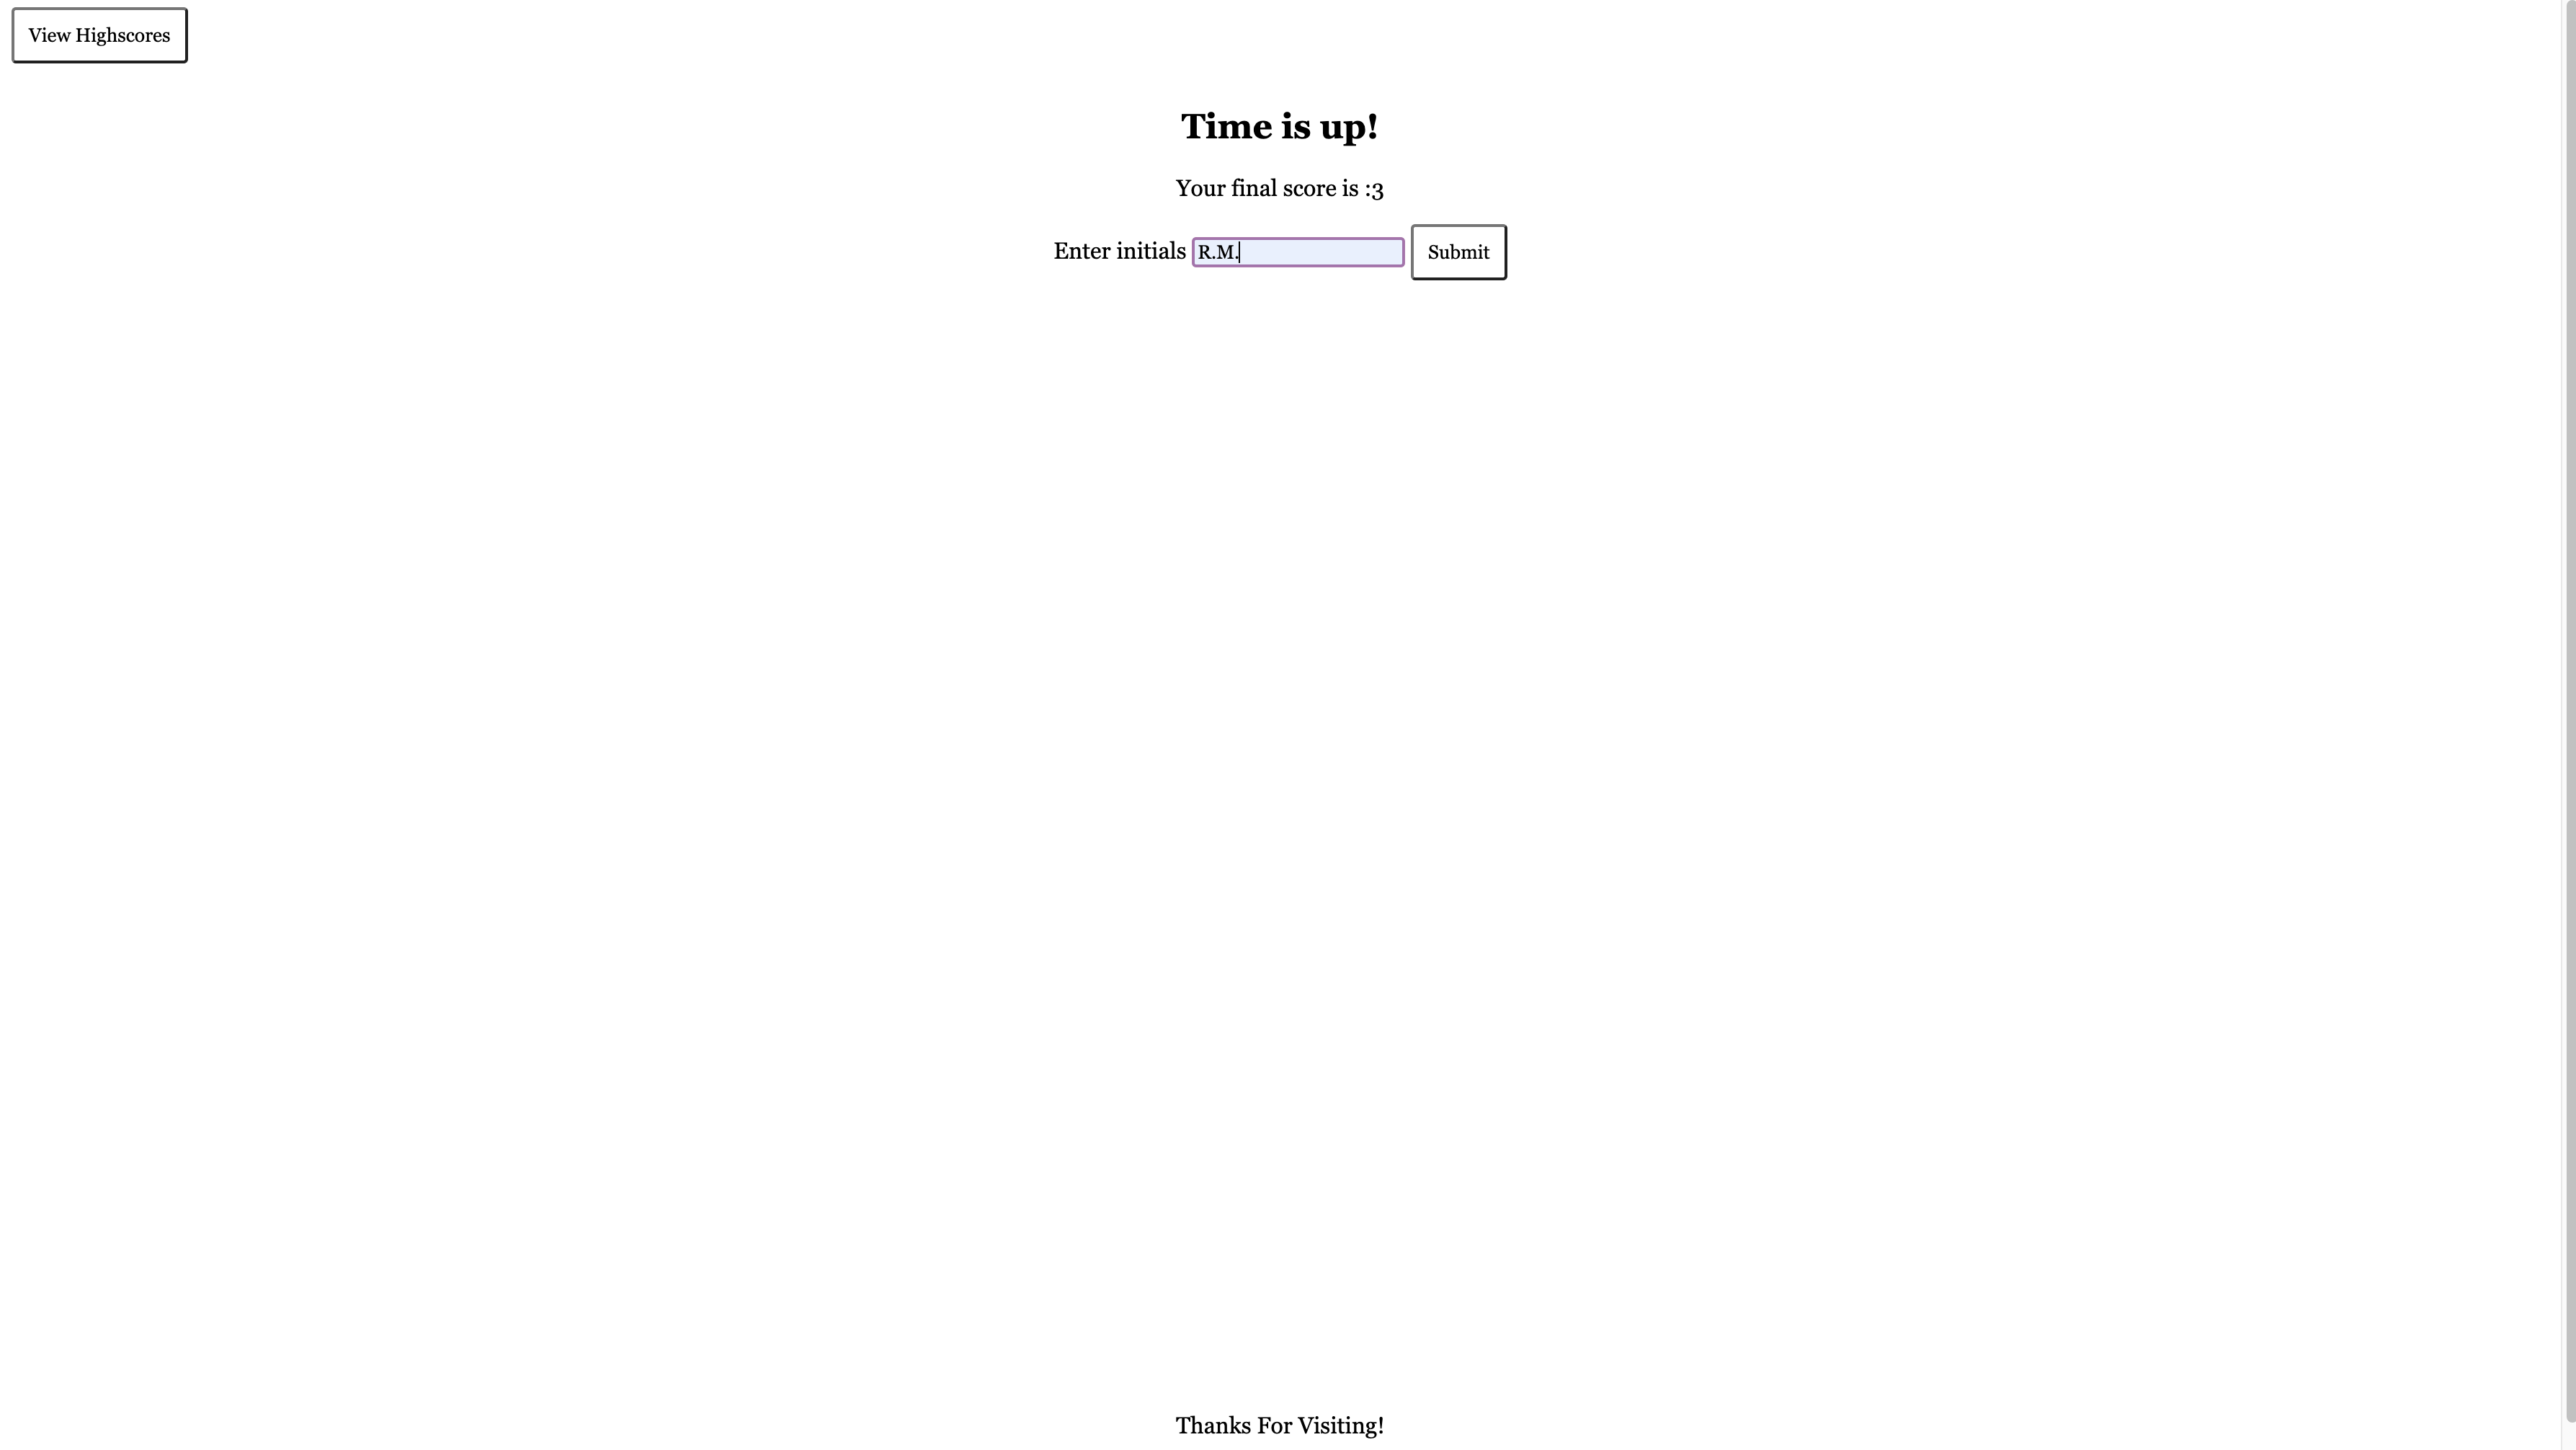 View Highscores
Time is up!
Your final score is :3
Enter initials R.M. Submit
Thanks For Visiting!